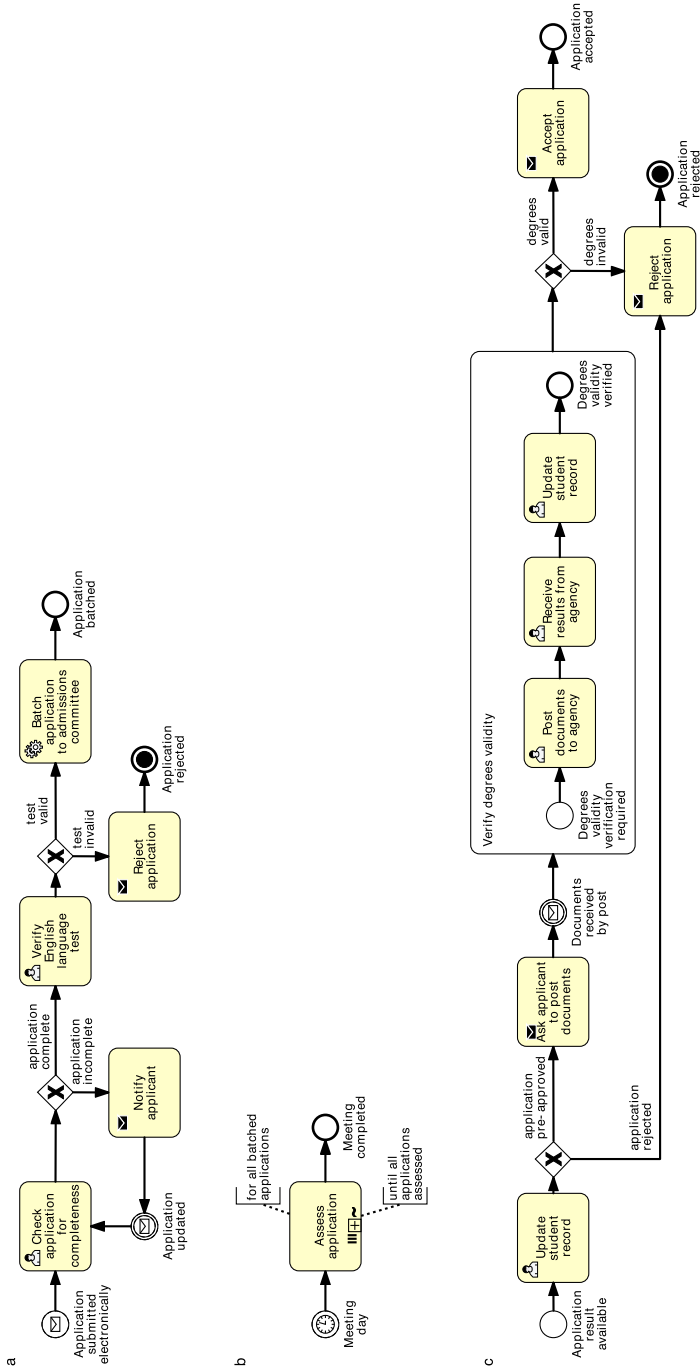 a
Application
submitted
electronically
Check
application
for
completeness
application
complete
application
incomplete
Notify
applicant
Application
updated
Verify
English
language
test
test
valid
test
invalid
Reject
application
Application
rejected
Batch
application
to admissions
committee
Application
batched
b
Meeting
day
Assess
application
for all batched
applications
until all
applications
assessed
Meeting
completed
c
Application
result
available
Update
student
record
application
pre- approved
application
rejected
Ask applicant
to post
documents
Documents
received
by post
Verify degrees validity
Degrees
validity
verification
required
Post
documents
to agency
Receive
results from
agency
Update
student
record
Degrees
validity
verified
degrees
valid
degrees
invalid
Accept
application
Application
accepted
Reject
application
Application
rejected